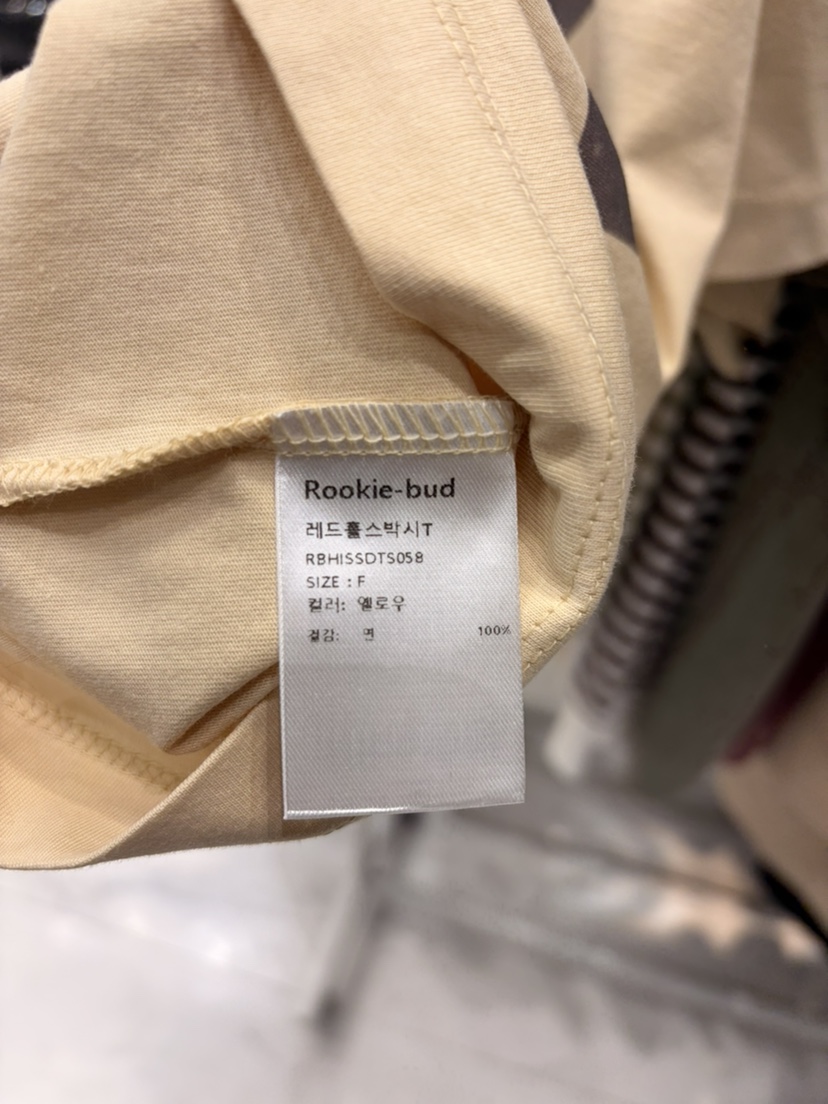 Rookie-bud
레드홀스박시T
RBHISSDTS058
SIZE : F
컬러: 옐로우
겉감: 면 100%